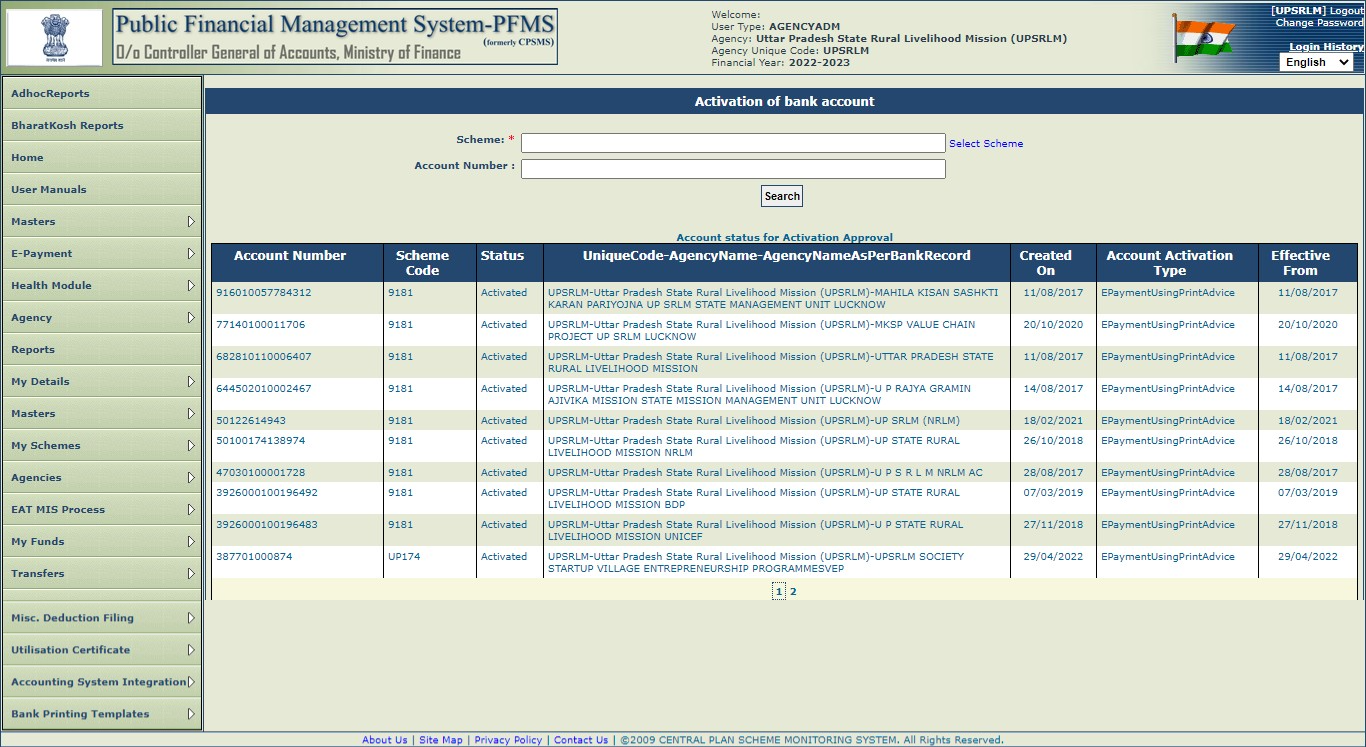 Public Financial Management System-PFMS
(formerly CPSMS)
O/o Controller General of Accounts, Ministry of Finance
Welcome:
User Type: AGENCYADM
Agency: Uttar Pradesh State Rural Livelihood Mission (UPSRLM)
Agency Unique Code: UPSRLM
Financial Year: 2022-2023
[UPSRLM] Logout
Change Password
Login History
English
AdhocReports
BharatKosh Reports
Home
User Manuals
Masters
E-Payment
Health Module
Agency
Reports
My Details
Masters
My Schemes
Agencies
EAT MIS Process
My Funds
Transfers
Misc. Deduction Filing
Utilisation Certificate
Accounting System Integration
Bank Printing Templates
Activation of bank account
Scheme: * Select Scheme
Account Number :
Search
Account status for Activation Approval
Account Number Scheme Code Status UniqueCode-AgencyName-AgencyNameAsPerBankRecord Created On Account Activation Type Effective From
916010057784312 9181 Activated UPSRLM-Uttar Pradesh State Rural Livelihood Mission (UPSRLM)-MAHILA KISAN SASHKTI 11/08/2017 EPaymentUsingPrintAdvice 11/08/2017
KARAN PARIYOJNA UP SRLM STATE MANAGEMENT UNIT LUCKNOW
77140100011706 9181 Activated UPSRLM-Uttar Pradesh State Rural Livelihood Mission (UPSRLM)-MKSP VALUE CHAIN 20/10/2020 EPaymentUsingPrintAdvice 20/10/2020
PROJECT UP SRLM LUCKNOW
682810110006407 9181 Activated UPSRLM-Uttar Pradesh State Rural Livelihood Mission (UPSRLM)-UTTAR PRADESH STATE 11/08/2017 EPaymentUsingPrintAdvice 11/08/2017
RURAL LIVELIHOOD MISSION
644502010002467 9181 Activated UPSRLM-Uttar Pradesh State Rural Livelihood Mission (UPSRLM)-U P RAJYA GRAMIN 14/08/2017 EPaymentUsingPrintAdvice 14/08/2017
AJIVIKA MISSION STATE MISSION MANAGEMENT UNIT LUCKNOW
50122614943 9181 Activated UPSRLM-Uttar Pradesh State Rural Livelihood Mission (UPSRLM)-UP SRLM (NRLM) 18/02/2021 EPaymentUsingPrintAdvice 18/02/2021
50100174138974 9181 Activated UPSRLM-Uttar Pradesh State Rural Livelihood Mission (UPSRLM)-UP STATE RURAL 26/10/2018 EPaymentUsingPrintAdvice 26/10/2018
LIVELIHOOD MISSION NRLM
47030100001728 9181 Activated UPSRLM-Uttar Pradesh State Rural Livelihood Mission (UPSRLM)-U P S R L M NRLM AC 28/08/2017 EPaymentUsingPrintAdvice 28/08/2017
3926000100196492 9181 Activated UPSRLM-Uttar Pradesh State Rural Livelihood Mission (UPSRLM)-UP STATE RURAL 07/03/2019 EPaymentUsingPrintAdvice 07/03/2019
LIVELIHOOD MISSION BDP
3926000100196483 9181 Activated UPSRLM-Uttar Pradesh State Rural Livelihood Mission (UPSRLM)-U P STATE RURAL 27/11/2018 EPaymentUsingPrintAdvice 27/11/2018
LIVELIHOOD MISSION UNICEF
387701000874 UP174 Activated UPSRLM-Uttar Pradesh State Rural Livelihood Mission (UPSRLM)-UPSRLM SOCIETY 29/04/2022 EPaymentUsingPrintAdvice 29/04/2022
STARTUP VILLAGE ENTREPRENEURSHIP PROGRAMMESVEP
1 2
About Us | Site Map | Privacy Policy | Contact Us | ©2009 CENTRAL PLAN SCHEME MONITORING SYSTEM. All Rights Reserved.